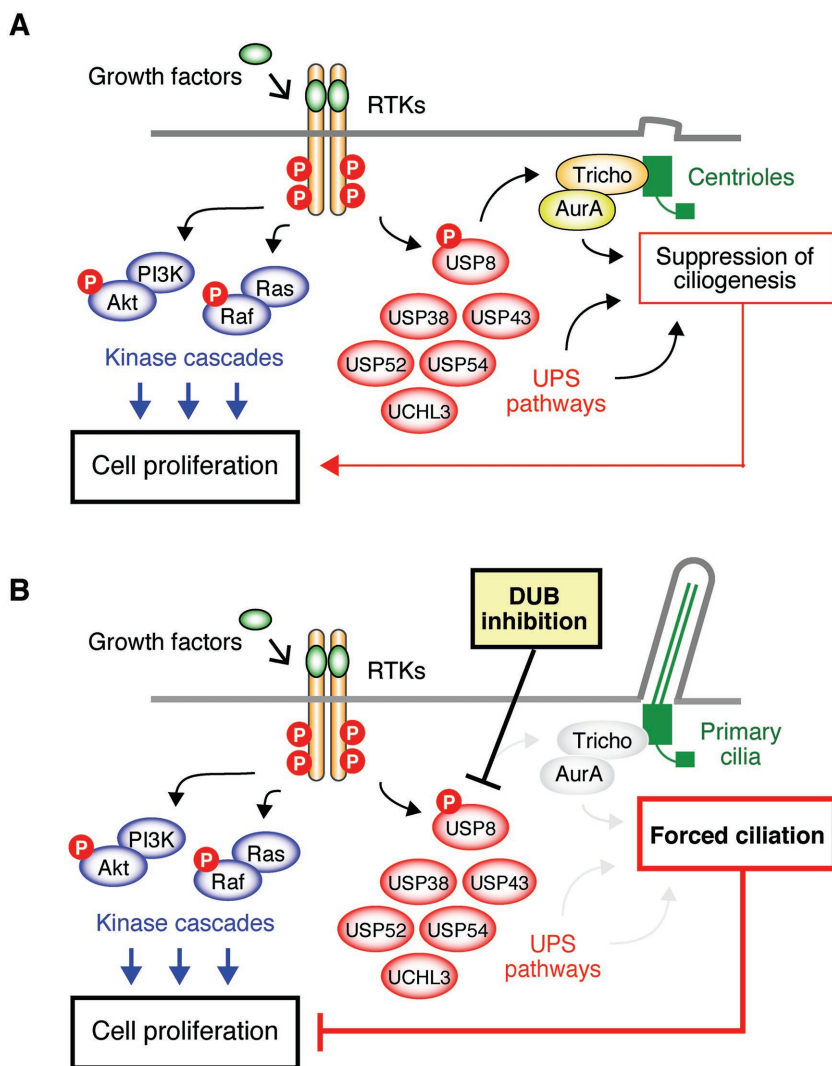 A
Growth factors
RTKs
P
P
P
P
Tricho
AurA
Centrioles
P
USP8
Suppression of
ciliogenesis
P
PI3K
Akt
P
Ras
Raf
USP38
USP43
Kinase cascades
USP52
USP54
UPS
pathways
UCHL3
Cell proliferation
B
DUB
inhibition
Growth factors
RTKs
P
P
P
P
Tricho
AurA
Primary
cilia
P
USP8
Forced ciliation
P
PI3K
Akt
P
Ras
Raf
USP38
USP43
Kinase cascades
USP52
USP54
UPS
pathways
UCHL3
Cell proliferation